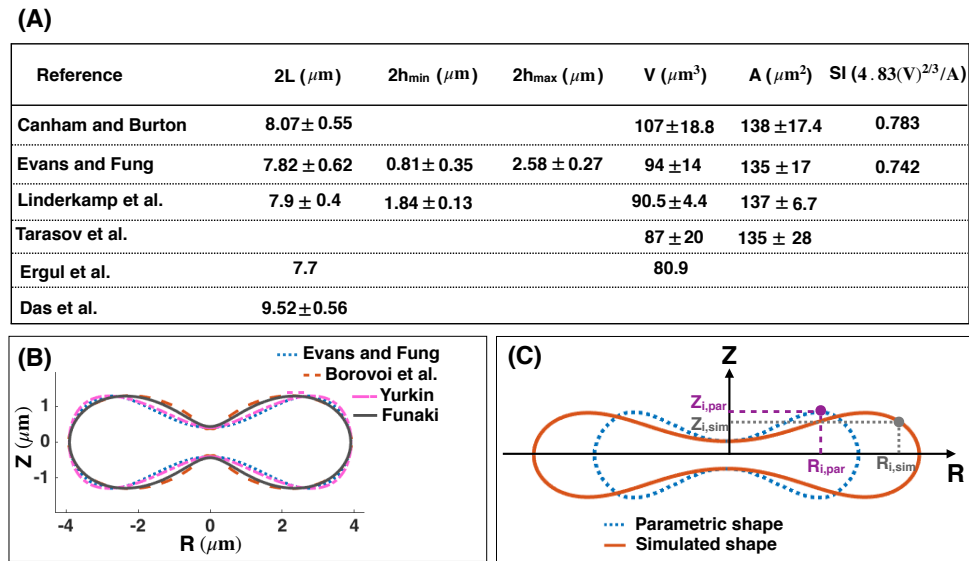 (A)
Reference 2L (μm) 2hmin (μm) 2hmax (μm) V (μm³) A (μm²) SI (4.83(V)^2/3/A)
Canham and Burton 8.07±0.55 107±18.8 138±17.4 0.783
Evans and Fung 7.82±0.62 0.81±0.35 2.58±0.27 94±14 135±17 0.742
Linderkamp et al. 7.9±0.4 1.84±0.13 90.5±4.4 137±6.7
Tarasov et al. 87±20 135±28
Ergul et al. 7.7 80.9
Das et al. 9.52±0.56
(B)
Evans and Fung
Borovoi et al.
Yurkin
Funaki
Z (μm)
1
0
-1
-4 -2 0 2 4
R (μm)
(C)
Z
Zi,par
Zi,sim
Ri,par
Ri,sim
R
Parametric shape
Simulated shape